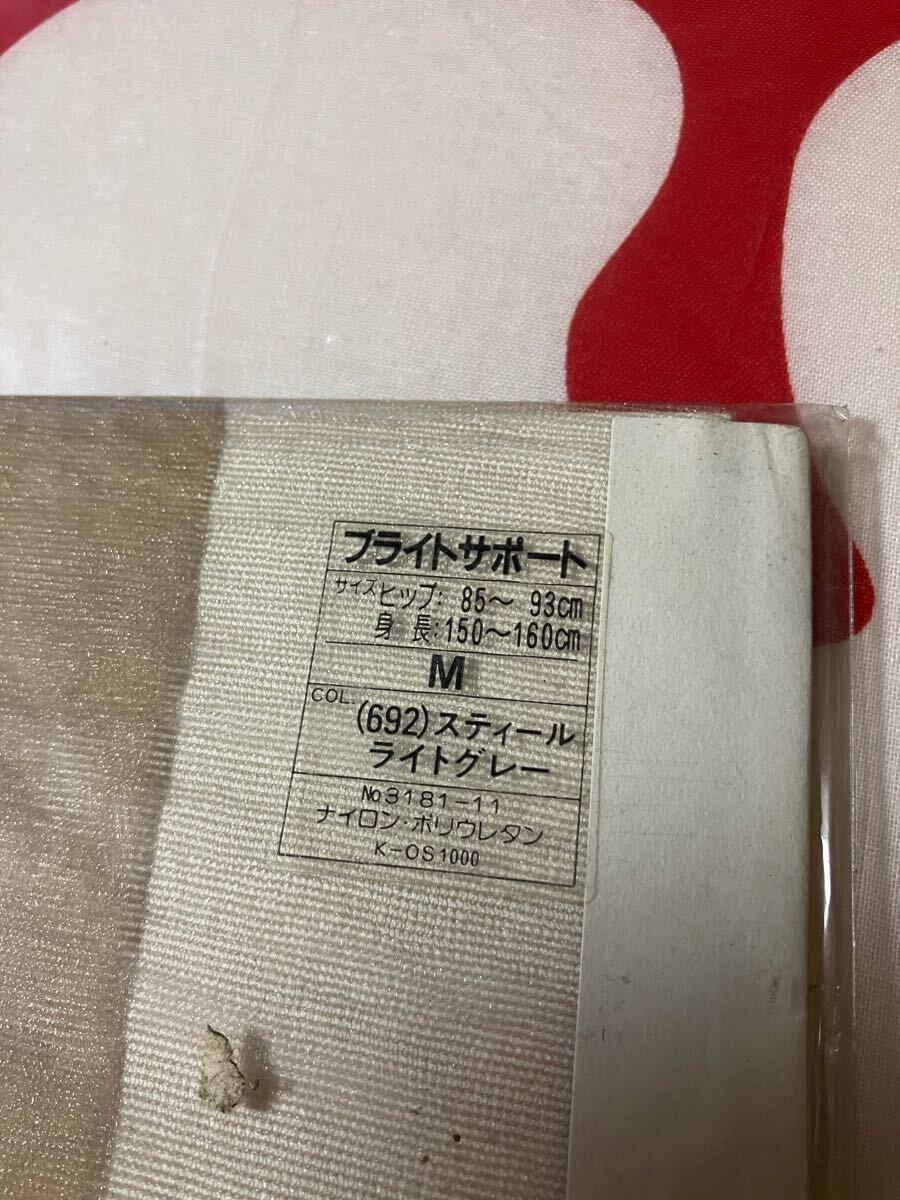 ブライトサポート
サイズ ヒップ: 85〜 93cm
身 長:150〜160cm
M
COL. (692)スティール
ライトグレー
No3181-11
ナイロン・ポリウレタン
K-OS1000